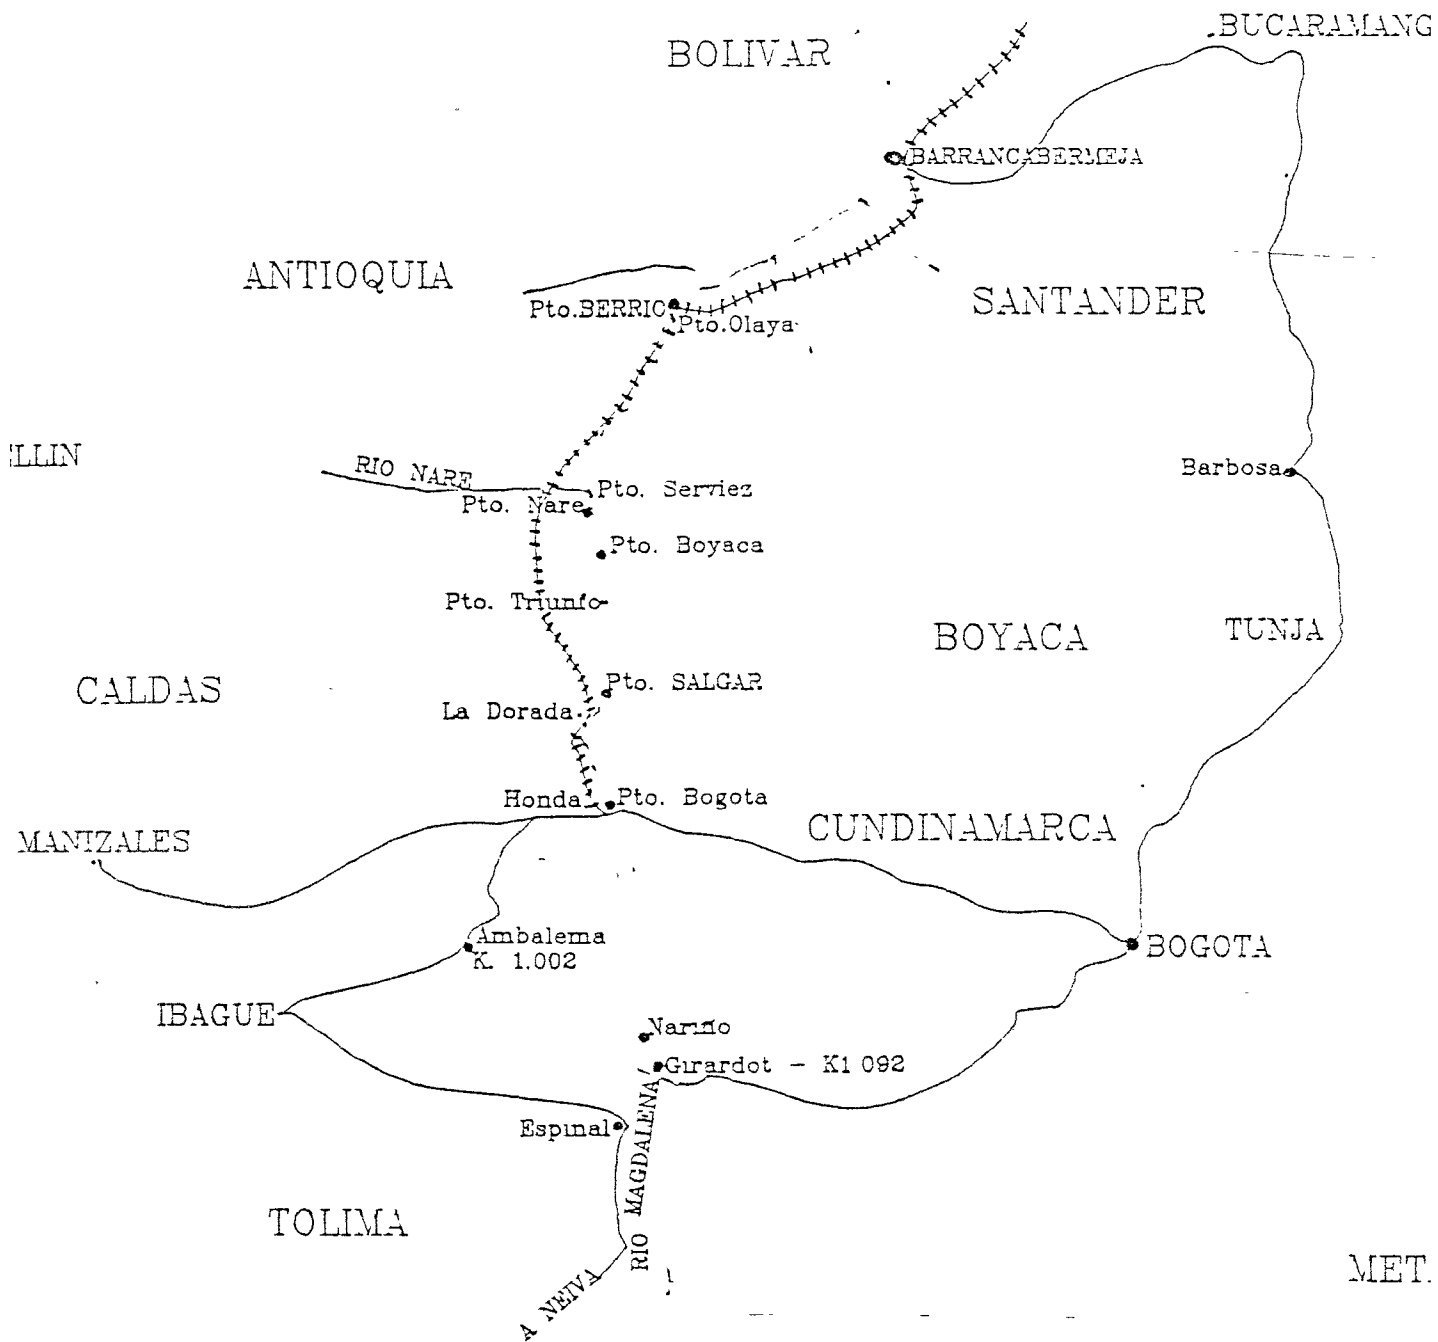 BOLIVAR
.BUCARAMANG
BARRANCABERMEJA
ANTIOQUIA
SANTANDER
Pto.BERRIO
Pto.Olaya
LLIN
RIO NARE
Barbosa
Pto. Serviez
Pto. Nare
Pto. Boyaca
Pto. Triunfo
BOYACA
TUNJA
CALDAS
Pto. SALGAR
La Dorada
Honda
Pto. Bogota
CUNDINAMARCA
MANIZALES
Ambalema
K. 1.002
BOGOTA
IBAGUE
Nariño
Girardot - K1 092
Espinal
RIO MAGDALENA
TOLIMA
A NEIVA
MET